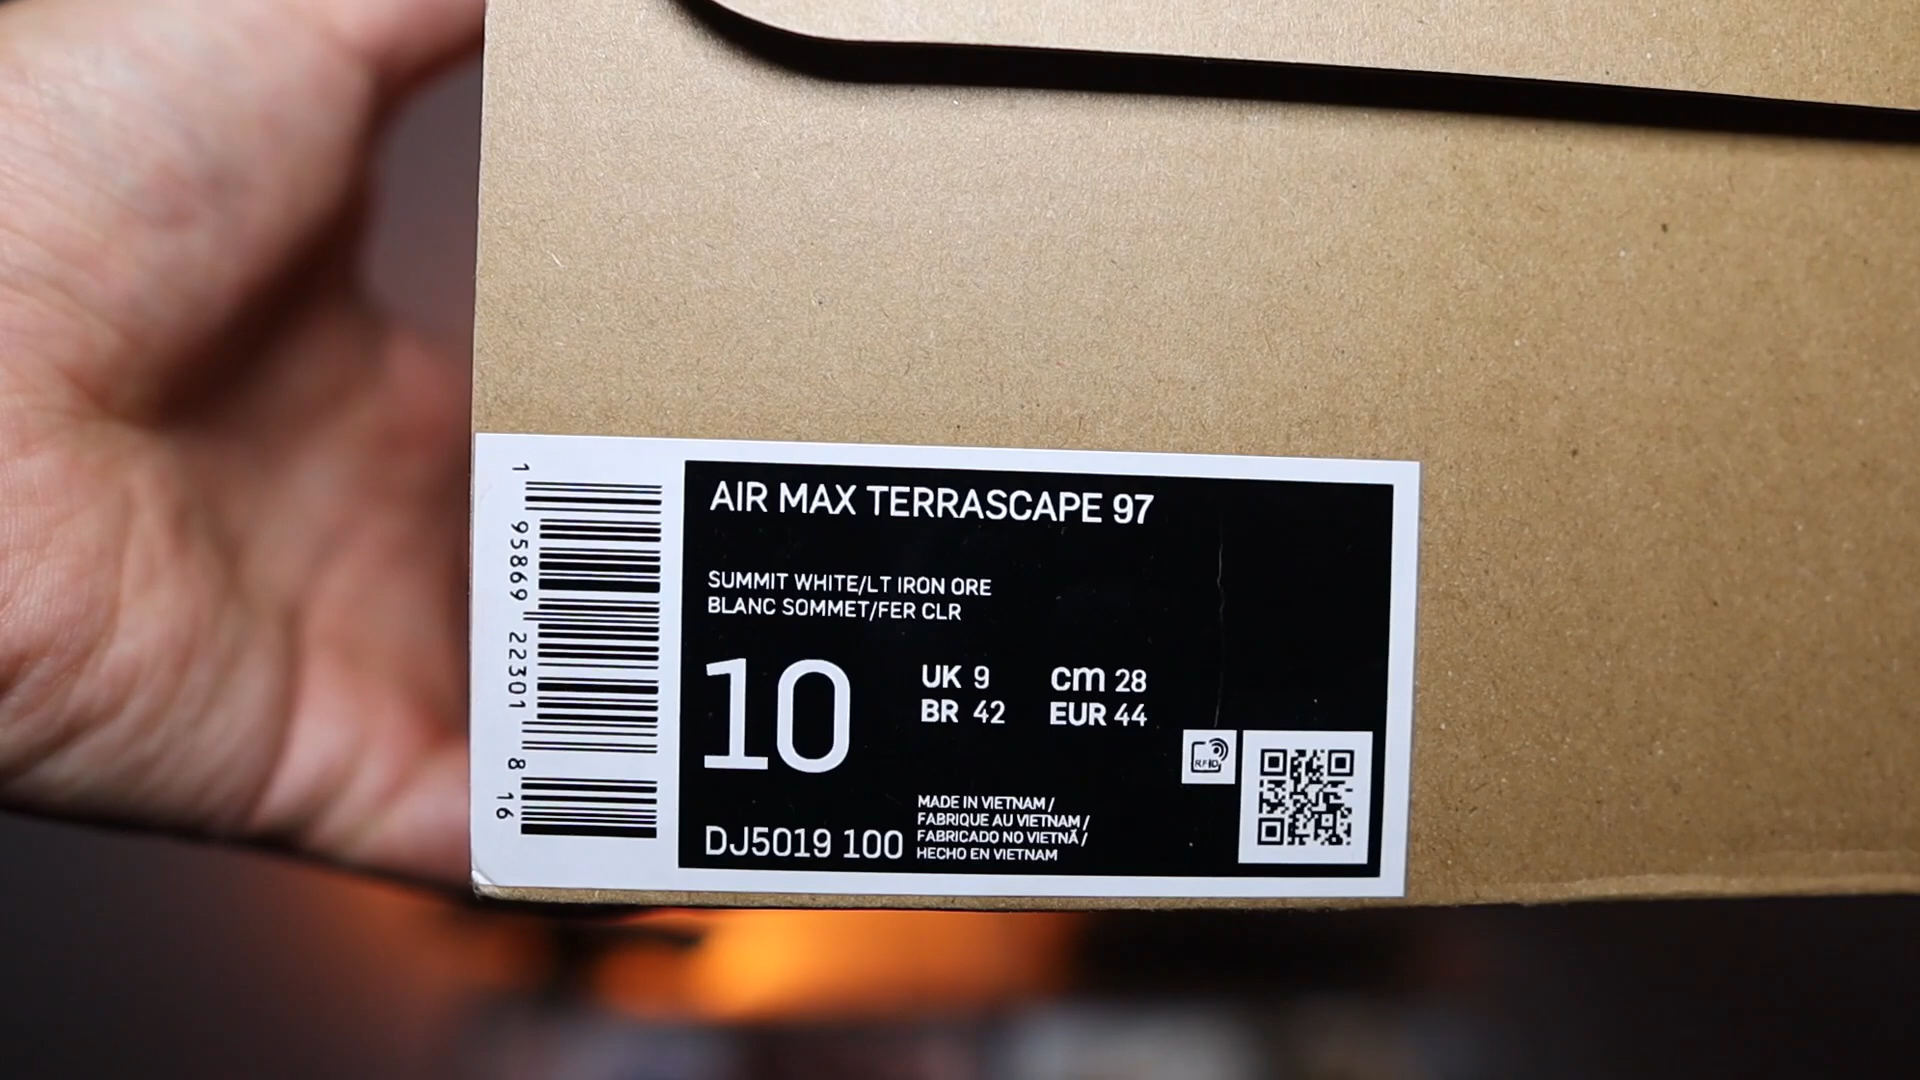 AIR MAX TERRASCAPE 97
SUMMIT WHITE/LT IRON ORE
BLANC SOMMET/FER CLR
10
UK 9 cm 28
BR 42 EUR 44
DJ5019 100
MADE IN VIETNAM /
FABRIQUE AU VIETNAM /
FABRICADO NO VIETNÃ /
HECHO EN VIETNAM
RFID
1 95869 22301 8 16